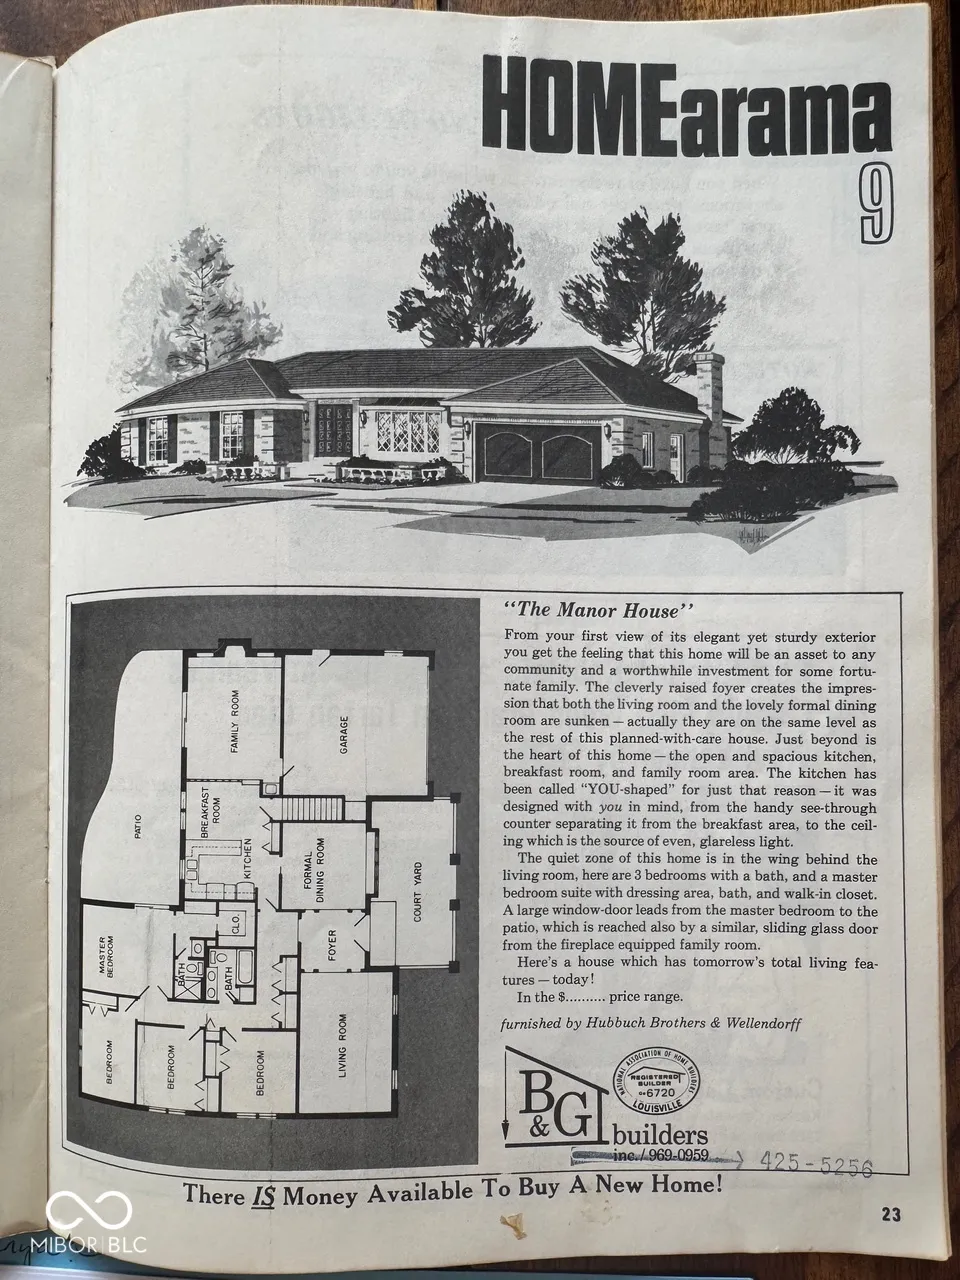 HOMEarama
9
"The Manor House"
From your first view of its elegant yet sturdy exterior
you get the feeling that this home will be an asset to any
community and a worthwhile investment for some fortu-
nate family. The cleverly raised foyer creates the impres-
sion that both the living room and the lovely formal dining
room are sunken — actually they are on the same level as
the rest of this planned-with-care house. Just beyond is
the heart of this home — the open and spacious kitchen,
breakfast room, and family room area. The kitchen has
been called "YOU-shaped" for just that reason — it was
designed with you in mind, from the handy see-through
counter separating it from the breakfast area, to the ceil-
ing which is the source of even, glareless light.
The quiet zone of this home is in the wing behind the
living room, here are 3 bedrooms with a bath, and a master
bedroom suite with dressing area, bath, and walk-in closet.
A large window-door leads from the master bedroom to the
patio, which is reached also by a similar, sliding glass door
from the fireplace equipped family room.
Here's a house which has tomorrow's total living fea-
tures — today!
In the $.......... price range.
furnished by Hubbuch Brothers & Wellendorff
B&G
builders
inc./969-0959 → 425-5256
NATIONAL ASSOCIATION OF HOME BUILDERS
REGISTERED
BUILDER
6720
LOUISVILLE
FAMILY ROOM
GARAGE
BREAKFAST
ROOM
PATIO
KITCHEN
FORMAL
DINING ROOM
COURT YARD
CLO.
FOYER
MASTER
BEDROOM
BATH
BATH
BEDROOM
BEDROOM
BEDROOM
LIVING ROOM
There IS Money Available To Buy A New Home!
23
MIBOR BLC